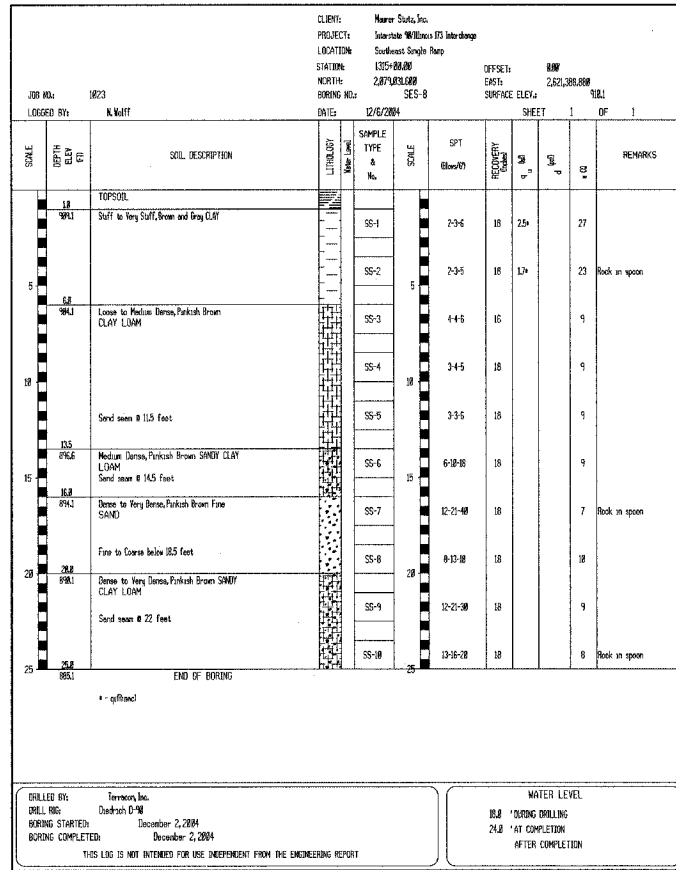 CLIENT: Maurer Stutz, Inc.
PROJECT: Interstate 90/Illinois 173 Interchange
LOCATION: Southeast Single Ramp
STATION: 1315+00.00 OFFSET: 0.00
NORTH: 2,079,031.600 EAST: 2,621,388.880
JOB NO.: 1023 BORING NO.: SES-8 SURFACE ELEV.: 910.1
LOGGED BY: N. Wolff DATE: 12/6/2004 SHEET 1 OF 1
SCALE DEPTH ELEV (FT) SOIL DESCRIPTION LITHOLOGY Water Level SAMPLE TYPE & No. SCALE SPT (Blows/6") RECOVERY (Inches) q u (tsf) d (pcf) REMARKS
TOPSOIL
1.0
909.1 Stiff to Very Stiff, Brown and Gray CLAY
SS-1 2-3-6 18 2.5* 27
SS-2 2-3-5 16 1.7* 23 Rock in spoon
5 5
6.0
904.1 Loose to Medium Dense, Pinkish Brown
CLAY LOAM
SS-3 4-4-6 16 9
SS-4 3-4-5 18 9
10 10
Sand seam @ 11.5 feet SS-5 3-3-6 18 9
13.5
896.6 Medium Dense, Pinkish Brown SANDY CLAY
LOAM
SS-6 6-10-18 18 9
Sand seam @ 14.5 feet
15 15
16.0
894.1 Dense to Very Dense, Pinkish Brown Fine
SAND
SS-7 12-21-40 18 7 Rock in spoon
Fine to Coarse below 18.5 feet SS-8 8-13-18 18 10
20.0
20 20
890.1 Dense to Very Dense, Pinkish Brown SANDY
CLAY LOAM
SS-9 12-21-30 18 9
Sand seam @ 22 feet
SS-10 13-16-20 18 8 Rock in spoon
25.0
25 25
885.1 END OF BORING
* - qu(Rimac)
DRILLED BY: Terracon, Inc.
DRILL RIG: Diedrich D-90
BORING STARTED: December 2, 2004
BORING COMPLETED: December 2, 2004
THIS LOG IS NOT INTENDED FOR USE INDEPENDENT FROM THE ENGINEERING REPORT
WATER LEVEL
18.0 ' DURING DRILLING
24.0 ' AT COMPLETION
AFTER COMPLETION